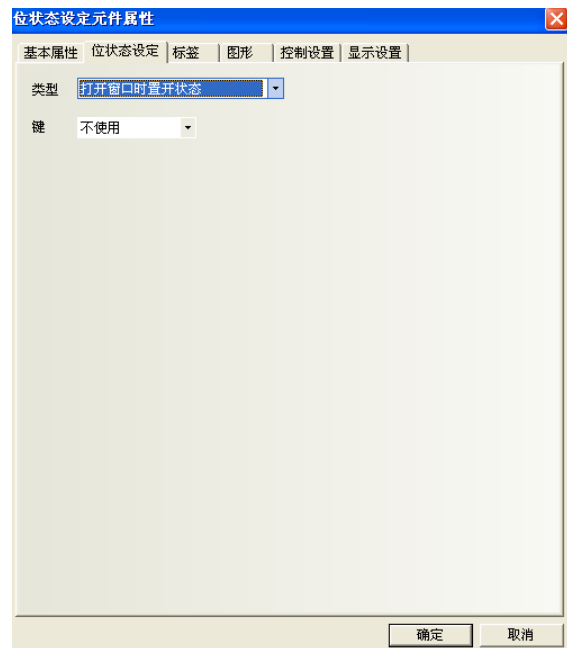 位状态设定元件属性
基本属性 位状态设定 标签 图形 控制设置 显示设置
类型 打开窗口时置开状态
键 不使用
确定 取消